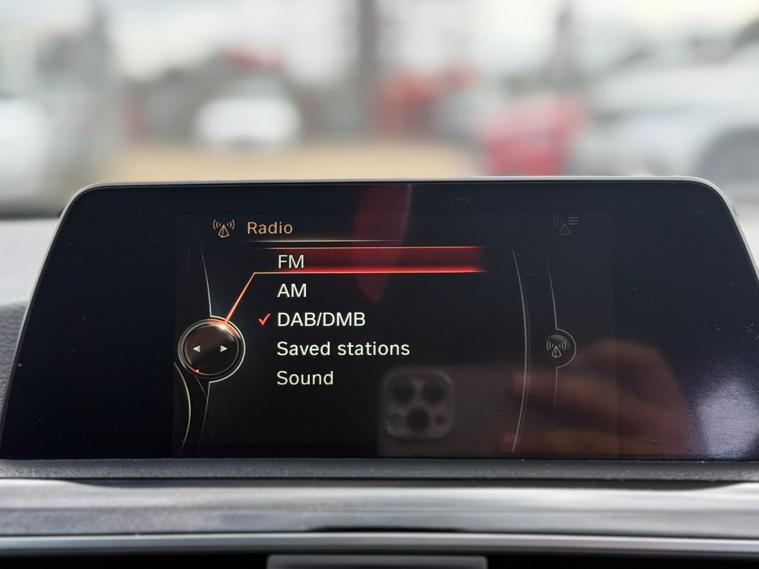 Radio
FM
AM
DAB/DMB
Saved stations
Sound